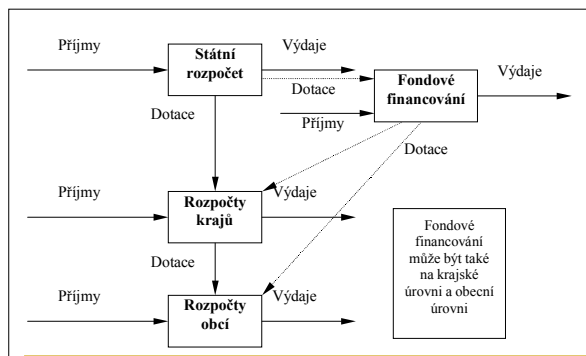 Příjmy
Státní
rozpočet
Výdaje
Dotace
Fondové
financování
Výdaje
Příjmy
Dotace
Dotace
Příjmy
Rozpočty
krajů
Výdaje
Fondové
financování
může být také
na krajské
úrovni a obecní
úrovni
Dotace
Příjmy
Rozpočty
obcí
Výdaje